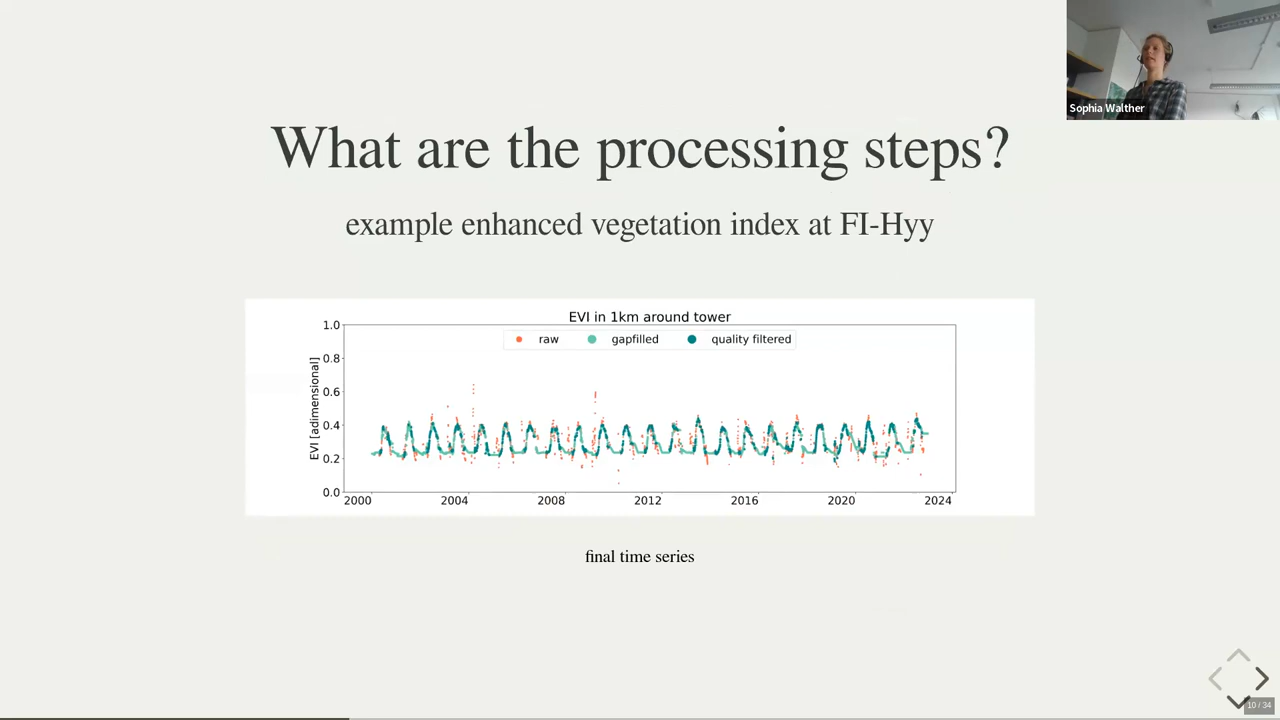 Sophia Walther
What are the processing steps?
example enhanced vegetation index at FI-Hyy
EVI in 1km around tower
raw gapfilled quality filtered
EVI [adimensional]
1.0
0.8
0.6
0.4
0.2
0.0
2000 2004 2008 2012 2016 2020 2024
final time series
10 / 34